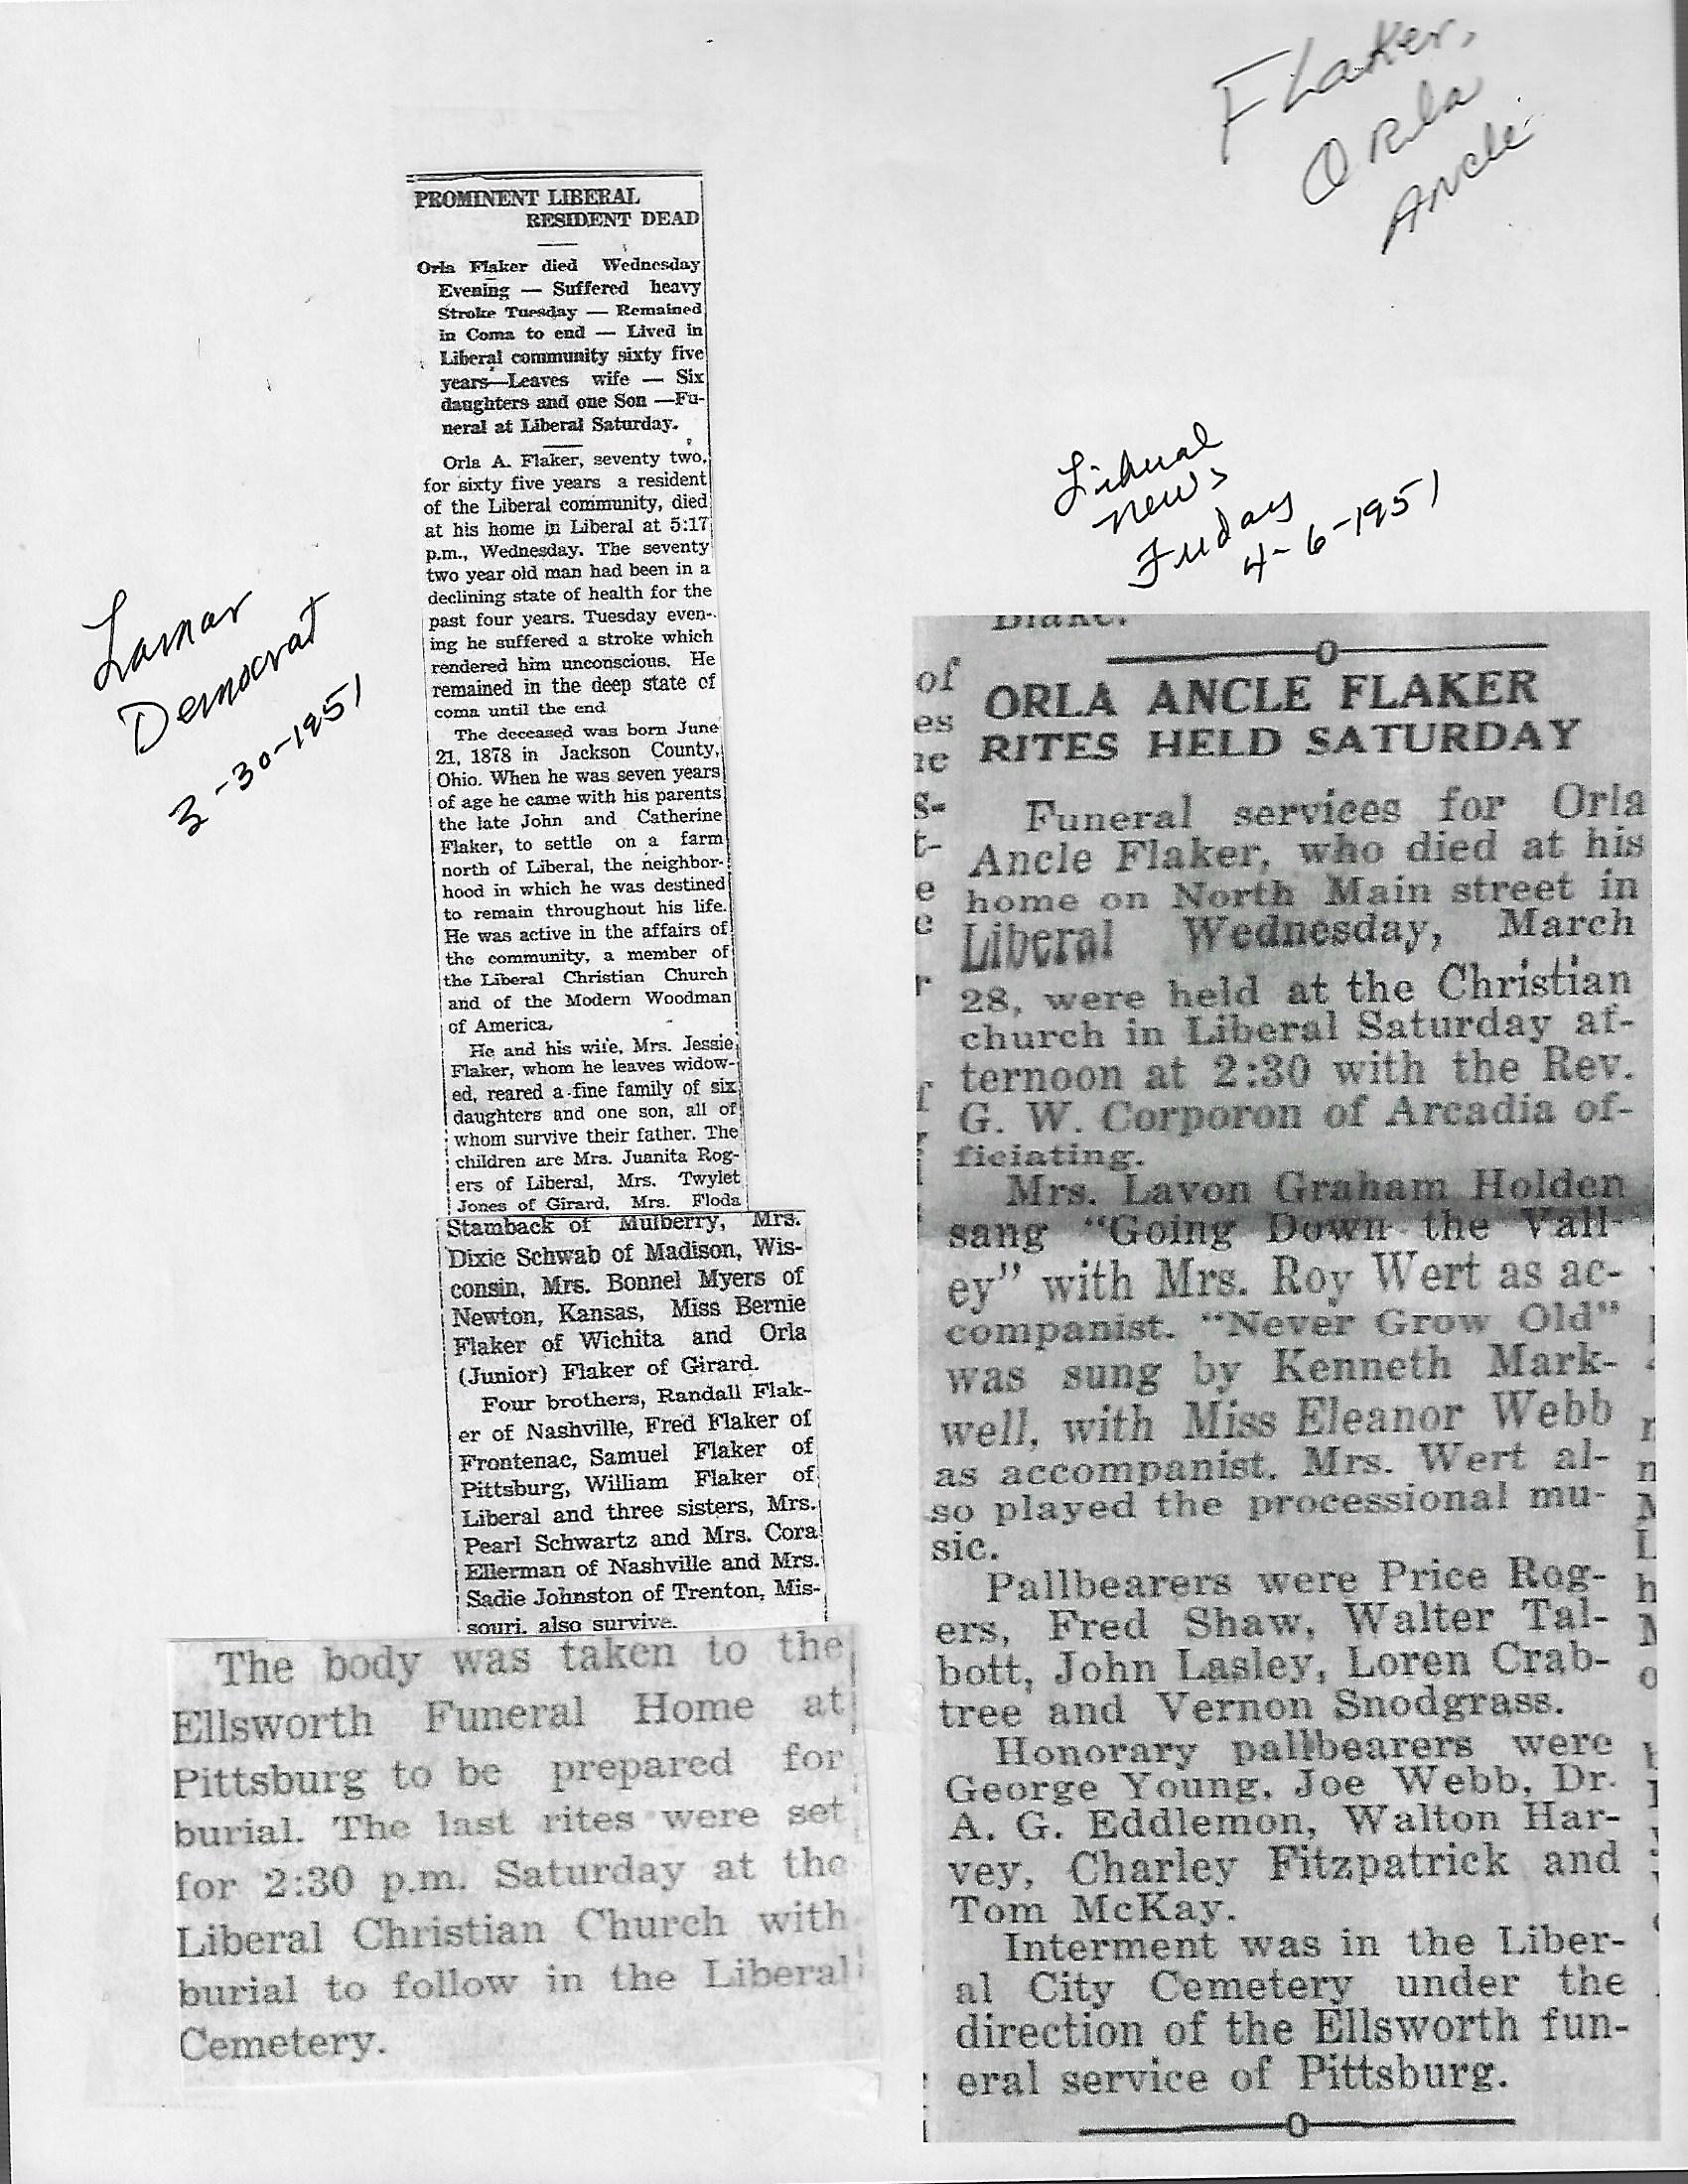 Flaker,
Orla
Ancle
Lamar
Democrat
3-30-1951
PROMINENT LIBERAL
RESIDENT DEAD
Orla Flaker died Wednesday
Evening — Suffered heavy
Stroke Tuesday — Remained
in Coma to end — Lived in
Liberal community sixty five
years—Leaves wife — Six
daughters and one Son —Fu-
neral at Liberal Saturday.
Orla A. Flaker, seventy two,
for sixty five years a resident
of the Liberal community, died
at his home in Liberal at 5:17
p.m., Wednesday. The seventy
two year old man had been in a
declining state of health for the
past four years. Tuesday even-
ing he suffered a stroke which
rendered him unconscious. He
remained in the deep state of
coma until the end
The deceased was born June
21, 1878 in Jackson County,
Ohio. When he was seven years
of age he came with his parents
the late John and Catherine
Flaker, to settle on a farm
north of Liberal, the neighbor-
hood in which he was destined
to remain throughout his life.
He was active in the affairs of
the community, a member of
the Liberal Christian Church
and of the Modern Woodman
of America.
He and his wife, Mrs. Jessie
Flaker, whom he leaves widow-
ed, reared a fine family of six
daughters and one son, all of
whom survive their father. The
children are Mrs. Juanita Rog-
ers of Liberal, Mrs. Twylet
Jones of Girard, Mrs. Floda
Stamback of Mulberry, Mrs.
Dixie Schwab of Madison, Wis-
consin, Mrs. Bonnel Myers of
Newton, Kansas, Miss Bernie
Flaker of Wichita and Orla
(Junior) Flaker of Girard.
Four brothers, Randall Flak-
er of Nashville, Fred Flaker of
Frontenac, Samuel Flaker of
Pittsburg, William Flaker of
Liberal and three sisters, Mrs.
Pearl Schwartz and Mrs. Cora
Ellerman of Nashville and Mrs.
Sadie Johnston of Trenton, Mis-
souri, also survive.
The body was taken to the
Ellsworth Funeral Home at
Pittsburg to be prepared for
burial. The last rites were set
for 2:30 p.m. Saturday at the
Liberal Christian Church with
burial to follow in the Liberal
Cemetery.
Liberal
News
Friday
4-6-1951
Blake.
ORLA ANCLE FLAKER
RITES HELD SATURDAY
Funeral services for Orla
Ancle Flaker, who died at his
home on North Main street in
Liberal Wednesday, March
28, were held at the Christian
church in Liberal Saturday af-
ternoon at 2:30 with the Rev.
G. W. Corporon of Arcadia of-
ficiating.
Mrs. Lavon Graham Holden
sang "Going Down the Vall-
ey" with Mrs. Roy Wert as ac-
companist. "Never Grow Old"
was sung by Kenneth Mark-
well, with Miss Eleanor Webb
as accompanist. Mrs. Wert al-
so played the processional mu-
sic.
Pallbearers were Price Rog-
ers, Fred Shaw, Walter Tal-
bott, John Lasley, Loren Crab-
tree and Vernon Snodgrass.
Honorary pallbearers were
George Young, Joe Webb, Dr.
A. G. Eddlemon, Walton Har-
vey, Charley Fitzpatrick and
Tom McKay.
Interment was in the Liber-
al City Cemetery under the
direction of the Ellsworth fun-
eral service of Pittsburg.